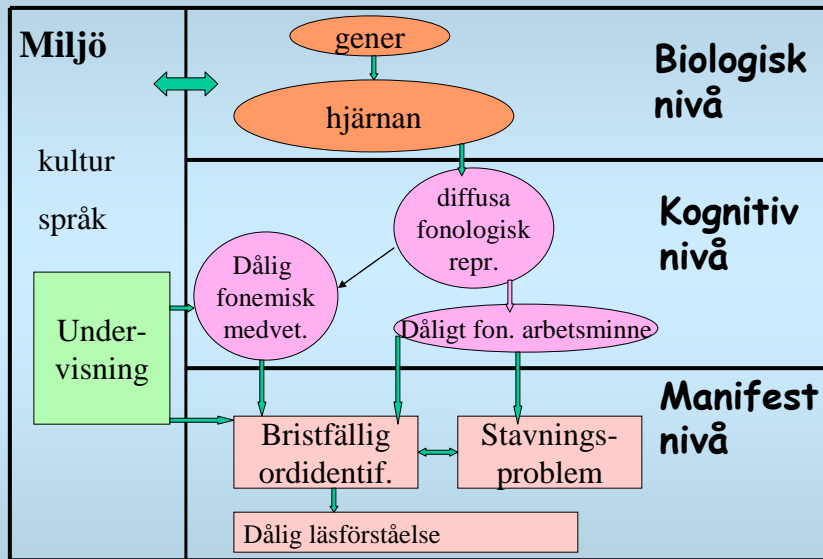 Miljö
kultur
språk
Under-
visning
gener
hjärnan
Biologisk
nivå
diffusa
fonologisk
repr.
Dålig
fonemisk
medvet.
Dåligt fon. arbetsminne
Kognitiv
nivå
Bristfällig
ordidentif.
Stavnings-
problem
Dålig läsförståelse
Manifest
nivå